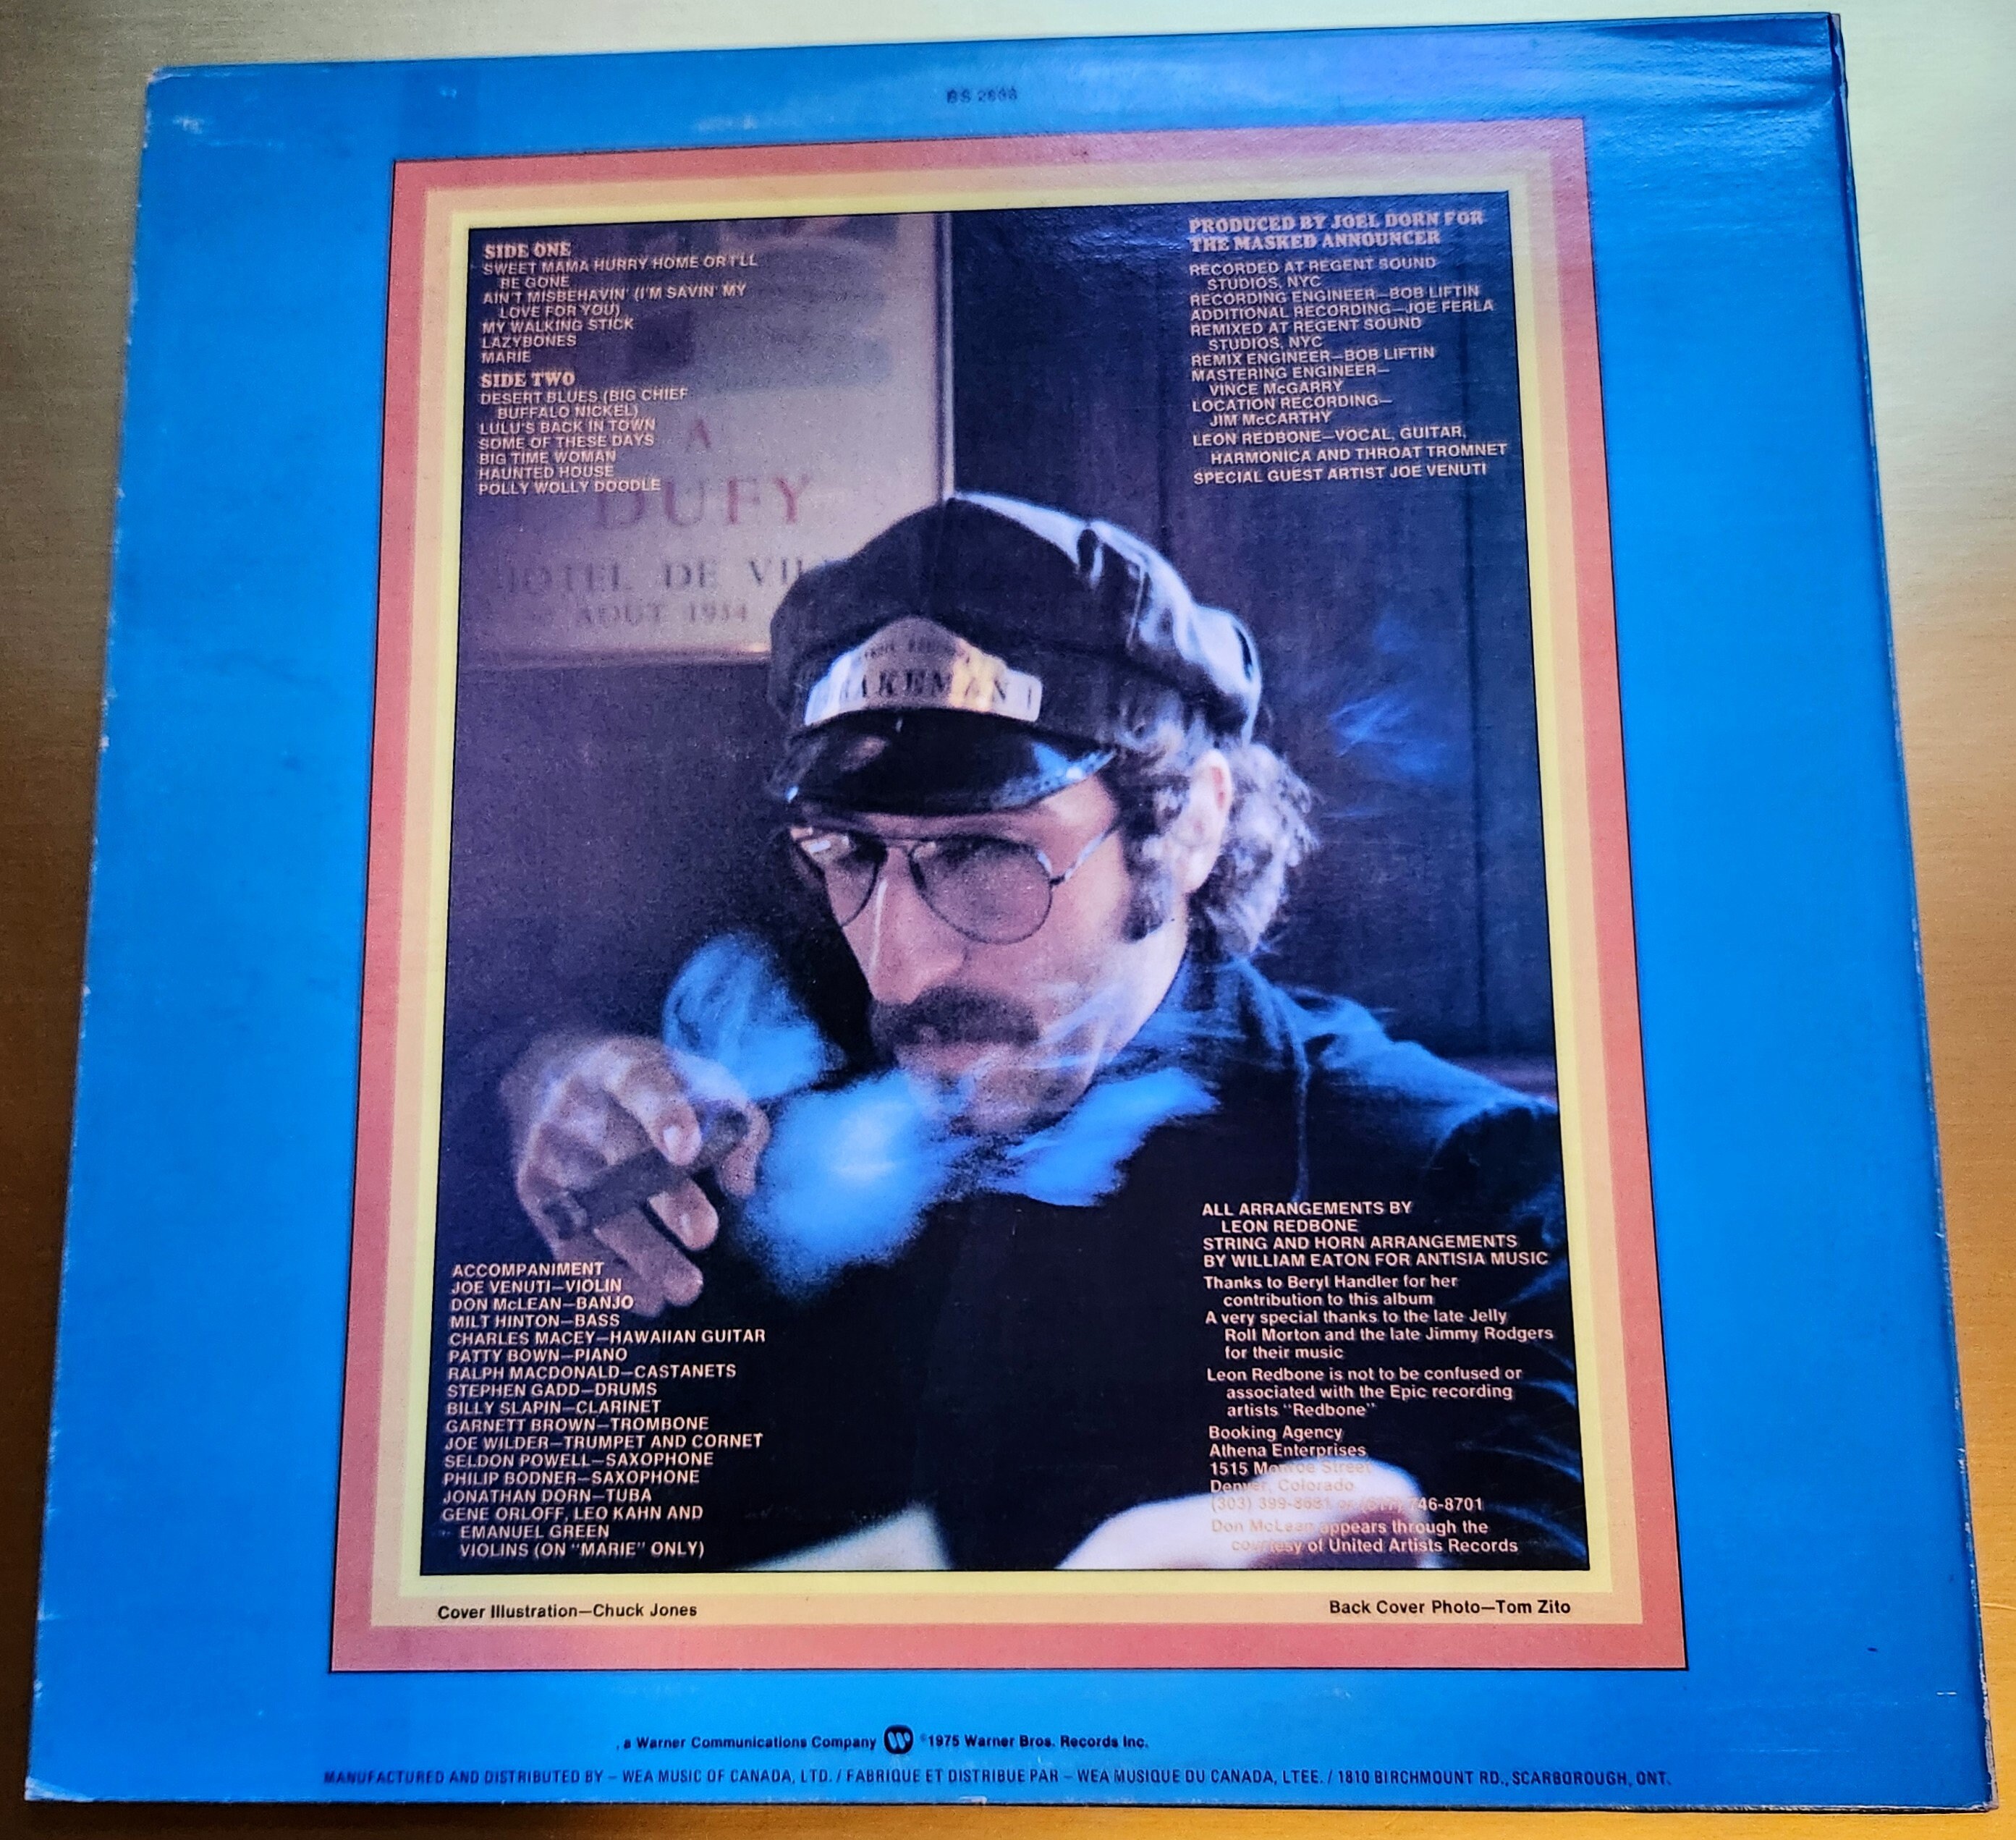 BS 2888
SIDE ONE
SWEET MAMA HURRY HOME OR I'LL
BE GONE
AIN'T MISBEHAVIN' (I'M SAVIN' MY
LOVE FOR YOU)
MY WALKING STICK
LAZYBONES
MARIE
SIDE TWO
DESERT BLUES (BIG CHIEF
BUFFALO NICKEL)
LULU'S BACK IN TOWN
SOME OF THESE DAYS
BIG TIME WOMAN
HAUNTED HOUSE
POLLY WOLLY DOODLE
PRODUCED BY JOEL DORN FOR
THE MASKED ANNOUNCER
RECORDED AT REGENT SOUND
STUDIOS, NYC
RECORDING ENGINEER—BOB LIFTIN
ADDITIONAL RECORDING—JOE FERLA
REMIXED AT REGENT SOUND
STUDIOS, NYC
REMIX ENGINEER—BOB LIFTIN
MASTERING ENGINEER—
VINCE McGARRY
LOCATION RECORDING—
JIM McCARTHY
LEON REDBONE—VOCAL, GUITAR,
HARMONICA AND THROAT TROMNET
SPECIAL GUEST ARTIST JOE VENUTI
A
DUFY
HOTEL DE
AOUT 1954
ACCOMPANIMENT
JOE VENUTI—VIOLIN
DON McLEAN—BANJO
MILT HINTON—BASS
CHARLES MACEY—HAWAIIAN GUITAR
PATTY BOWN—PIANO
RALPH MACDONALD—CASTANETS
STEPHEN GADD—DRUMS
BILLY SLAPIN—CLARINET
GARNETT BROWN—TROMBONE
JOE WILDER—TRUMPET AND CORNET
SELDON POWELL—SAXOPHONE
PHILIP BODNER—SAXOPHONE
JONATHAN DORN—TUBA
GENE ORLOFF, LEO KAHN AND
EMANUEL GREEN
VIOLINS (ON "MARIE" ONLY)
ALL ARRANGEMENTS BY
LEON REDBONE
STRING AND HORN ARRANGEMENTS
BY WILLIAM EATON FOR ANTISIA MUSIC
Thanks to Beryl Handler for her
contribution to this album
A very special thanks to the late Jelly
Roll Morton and the late Jimmy Rodgers
for their music
Leon Redbone is not to be confused or
associated with the Epic recording
artists "Redbone"
Booking Agency
Athena Enterprises
1515 Monroe Street
Denver, Colorado
(303) 399-8681 or (617) 746-8701
Don McLean appears through the
courtesy of United Artists Records
Cover Illustration—Chuck Jones
Back Cover Photo—Tom Zito
a Warner Communications Company ©1975 Warner Bros. Records Inc.
MANUFACTURED AND DISTRIBUTED BY – WEA MUSIC OF CANADA, LTD. / FABRIQUE ET DISTRIBUE PAR – WEA MUSIQUE DU CANADA, LTEE. / 1810 BIRCHMOUNT RD., SCARBOROUGH, ONT.